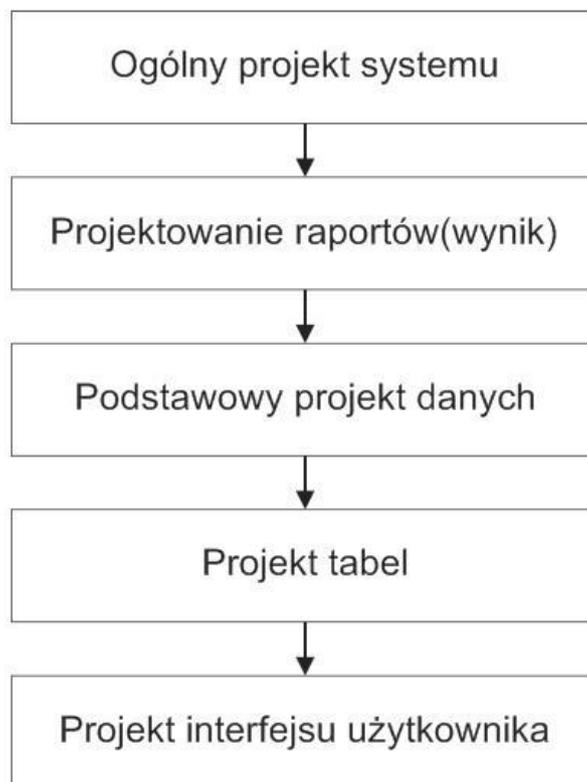 Ogólny projekt systemu
Projektowanie raportów(wynik)
Podstawowy projekt danych
Projekt tabel
Projekt interfejsu użytkownika